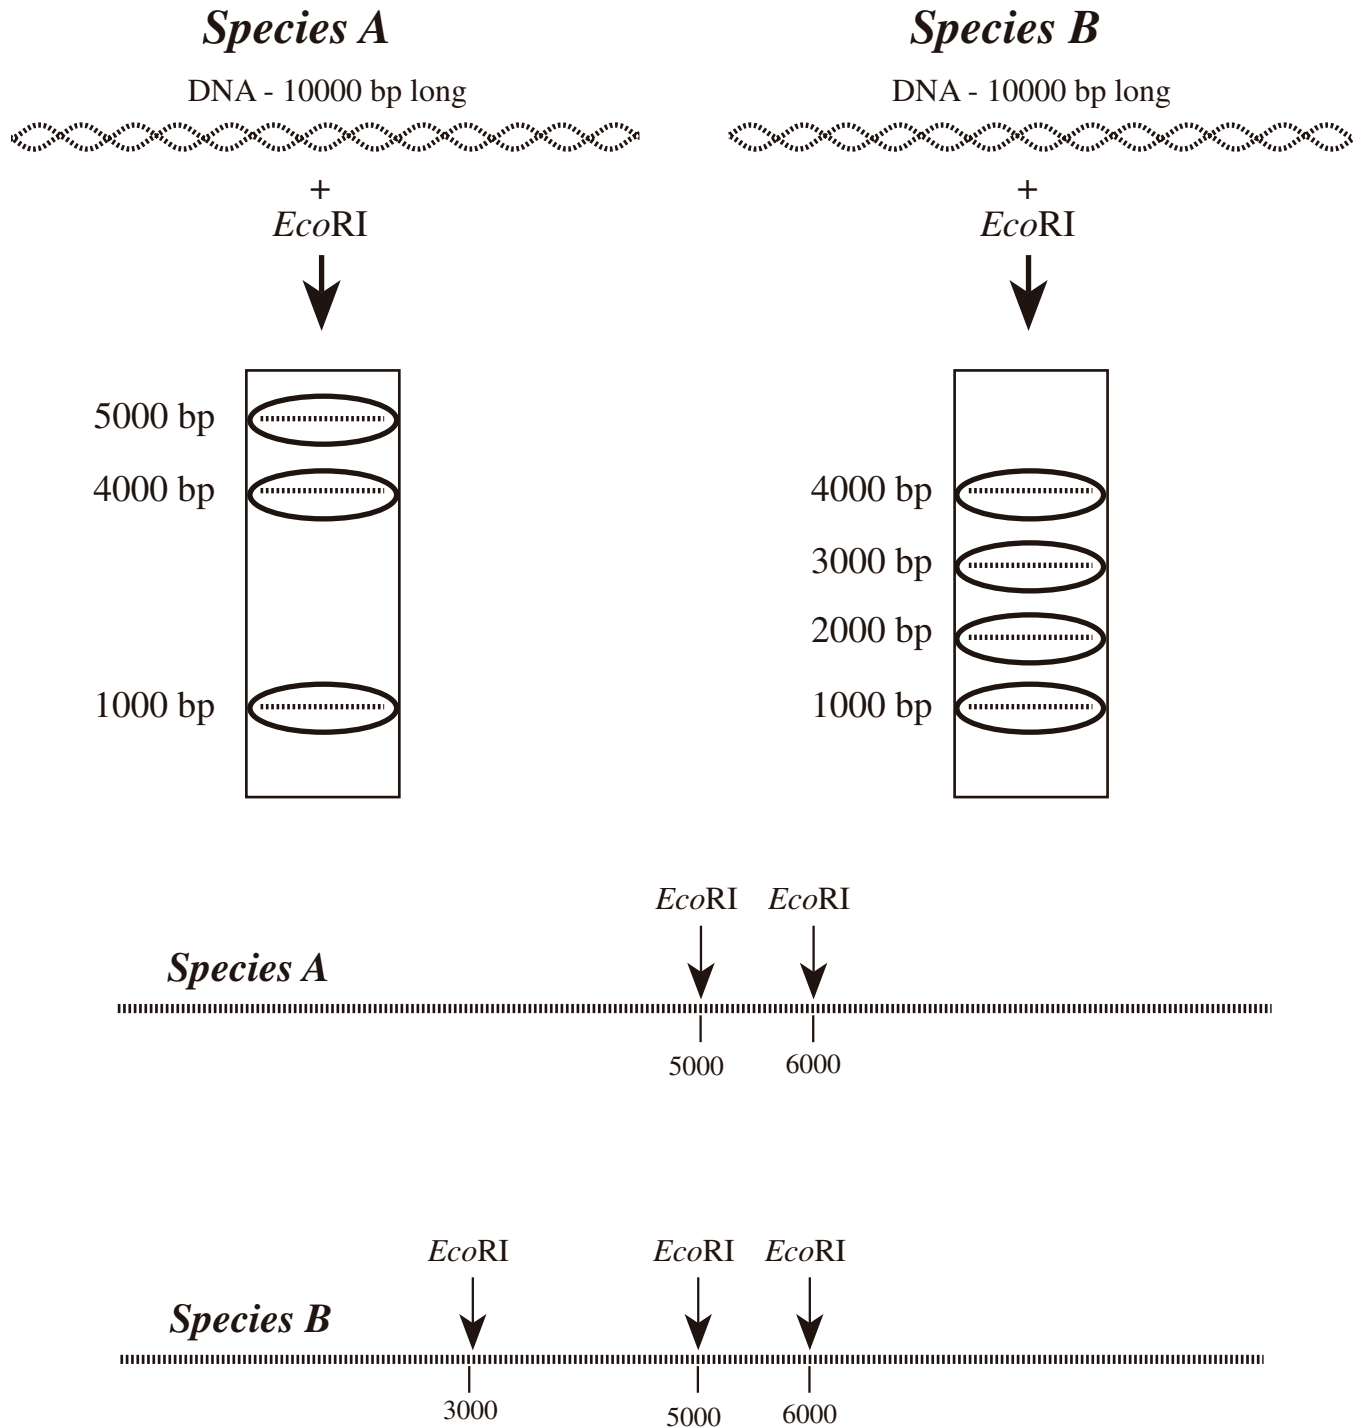 Species A
DNA - 10000 bp long
+
EcoRI
5000 bp
4000 bp
1000 bp
Species B
DNA - 10000 bp long
+
EcoRI
4000 bp
3000 bp
2000 bp
1000 bp
EcoRI EcoRI
Species A
5000 6000
EcoRI EcoRI EcoRI
Species B
3000 5000 6000